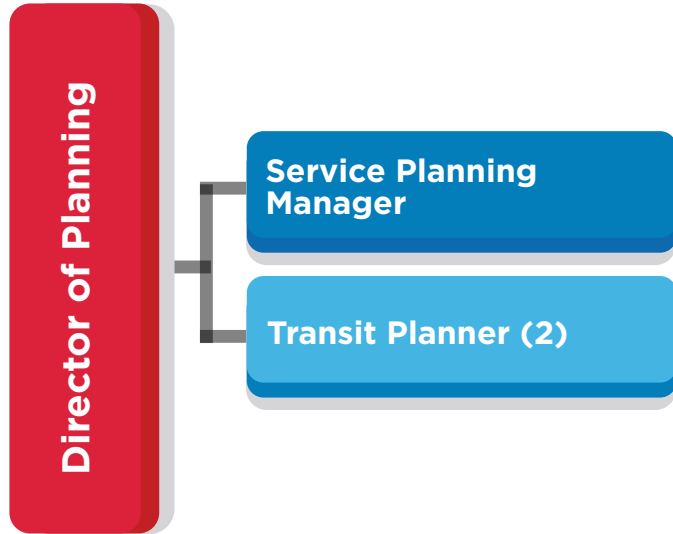 Director of Planning
Service Planning
Manager
Transit Planner (2)